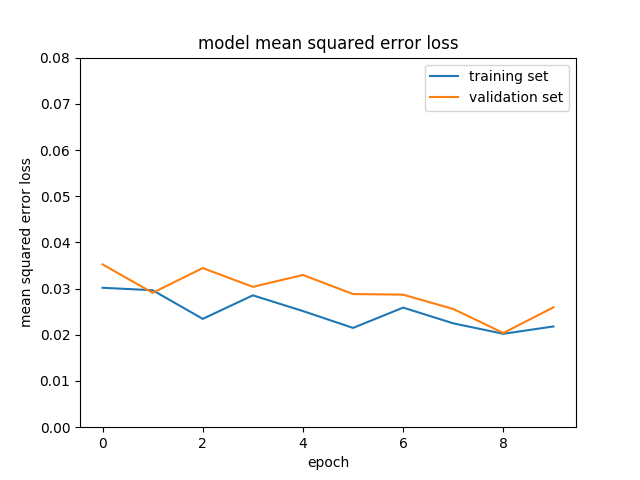 model mean squared error loss
training set
validation set
0.08
0.07
0.06
0.05
0.04
0.03
0.02
0.01
0.00
mean squared error loss
0 2 4 6 8
epoch